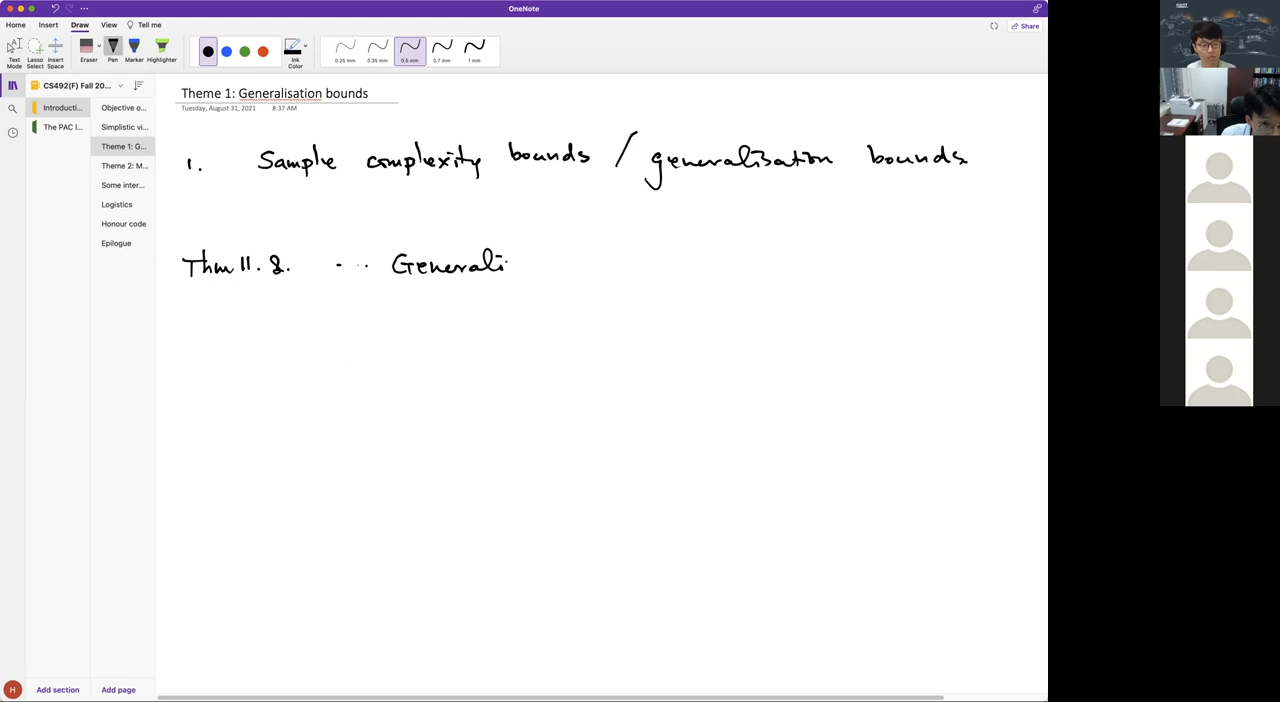 OneNote
Home Insert Draw View Tell me
Share
Text Mode Lasso Select Insert Space Eraser Pen Marker Highlighter Ink Color 0.25 mm 0.35 mm 0.5 mm 0.7 mm 1 mm
CS492(F) Fall 20...
Introducti...
The PAC l...
Objective o...
Simplistic vi...
Theme 1: G...
Theme 2: M...
Some inter...
Logistics
Honour code
Epilogue
Theme 1: Generalisation bounds
Tuesday, August 31, 2021 8:37 AM
1. Sample complexity bounds / generalisation bounds
Thm 11.8. ... Generali
H
Add section Add page